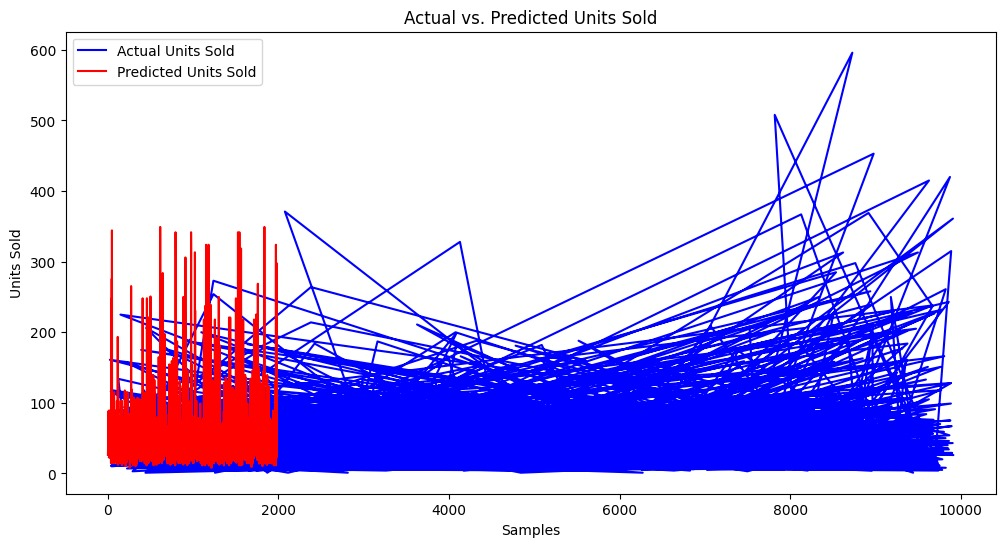 Actual vs. Predicted Units Sold
Actual Units Sold
Predicted Units Sold
Units Sold
600
500
400
300
200
100
0
0 2000 4000 6000 8000 10000
Samples